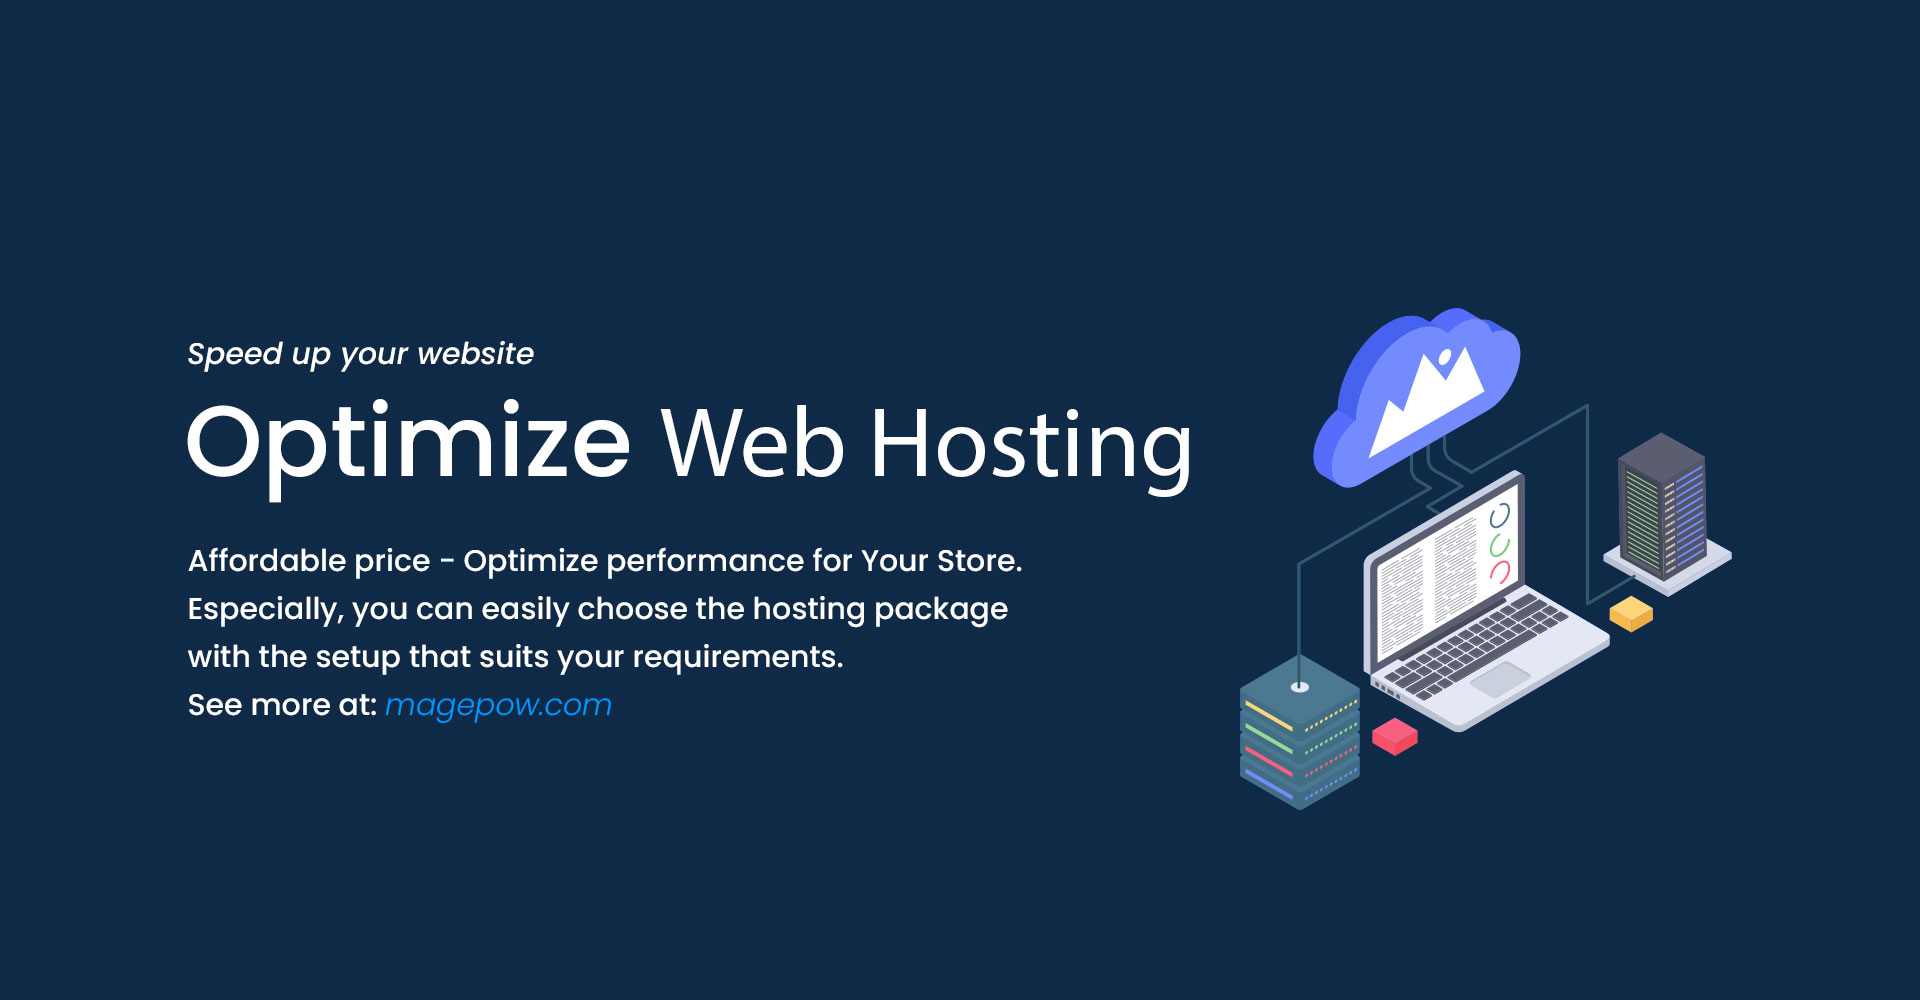 Speed up your website
Optimize Web Hosting
Affordable price - Optimize performance for Your Store.
Especially, you can easily choose the hosting package
with the setup that suits your requirements.
See more at: magepow.com